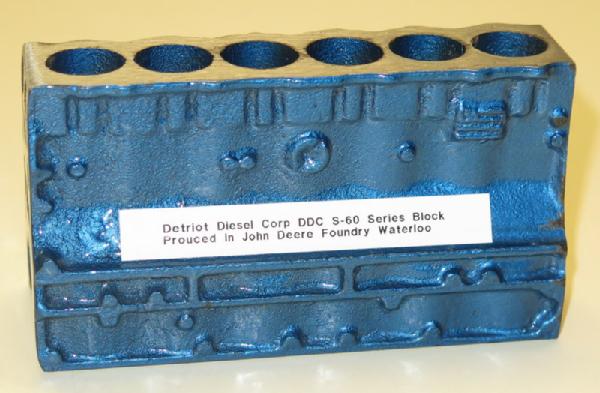 Detriot Diesel Corp DDC S-60 Series Block
Prouced in John Deere Foundry Waterloo